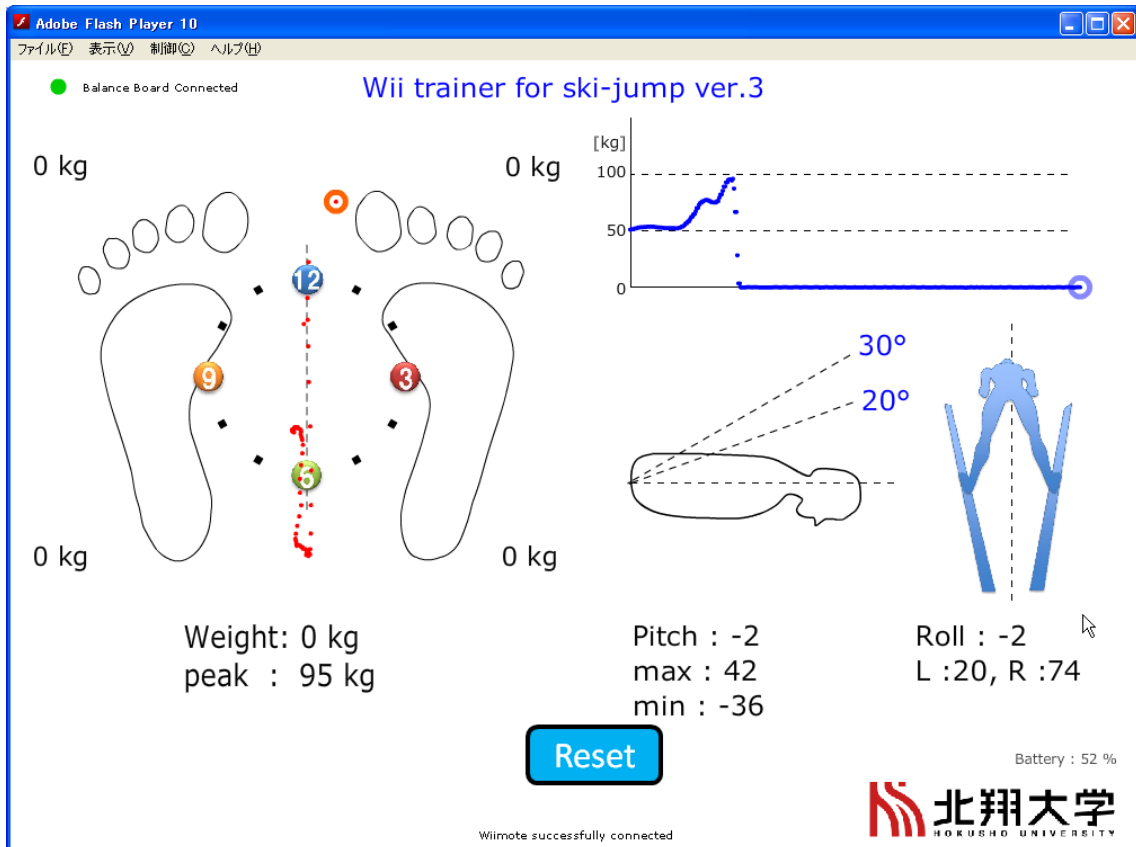 Adobe Flash Player 10
ファイル(F) 表示(V) 制御(C) ヘルプ(H)
Balance Board Connected
Wii trainer for ski-jump ver.3
0 kg
0 kg
[kg]
100
50
0
12
9
3
6
30°
20°
0 kg
0 kg
Weight: 0 kg
peak : 95 kg
Pitch : -2
max : 42
min : -36
Roll : -2
L :20, R :74
Reset
Battery : 52 %
北翔大学
HOKUSHO UNIVERSITY
Wiimote successfully connected